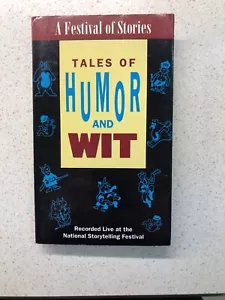 A Festival of Stories
TALES OF
HUMOR
AND
WIT
Recorded Live at the
National Storytelling Festival